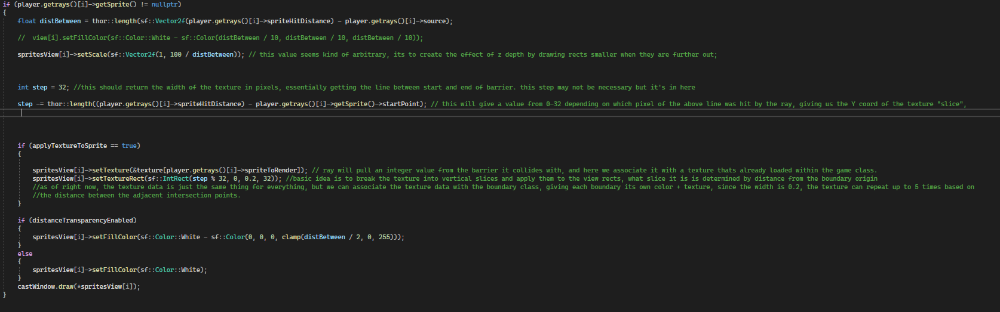 if (player.getrays()[i]->getSprite() != nullptr)
{
float distBetween = thor::length(sf::Vector2f(player.getrays()[i]->spriteHitDistance) - player.getrays()[i]->source);
//  view[i].setFillColor(sf::Color::White - sf::Color(distBetween / 10, distBetween / 10, distBetween / 10));
spritesView[i]->setScale(sf::Vector2f(1, 100 / distBetween)); // this value seems kind of arbitrary, its to create the effect of z depth by drawing rects smaller when they are further out;
int step = 32; //this should return the width of the texture in pixels, essentially getting the line between start and end of barrier. this step may not be necessary but it's in here
step -= thor::length((player.getrays()[i]->spriteHitDistance) - player.getrays()[i]->getSprite()->startPoint); // this will give a value from 0-32 depending on which pixel of the above line was hit by the ray, giving us the Y coord of the texture "slice",
if (applyTextureToSprite == true)
{
spritesView[i]->setTexture(&texture[player.getrays()[i]->spriteToRender]); // ray will pull an integer value from the barrier it collides with, and here we associate it with a texture thats already loaded within the game class.
spritesView[i]->setTextureRect(sf::IntRect(step % 32, 0, 0.2, 32)); //basic idea is to break the texture into vertical slices and apply them to the view rects, what slice it is is determined by distance from the boundary origin
//as of right now, the texture data is just the same thing for everything, but we can associate the texture data with the boundary class, giving each boundary its own color + texture, since the width is 0.2, the texture can repeat up to 5 times based on
//the distance between the adjacent intersection points.
}
if (distanceTransparencyEnabled)
{
spritesView[i]->setFillColor(sf::Color::White - sf::Color(0, 0, 0, clamp(distBetween / 2, 0, 255)));
}
else
{
spritesView[i]->setFillColor(sf::Color::White);
}
castWindow.draw(*spritesView[i]);
}